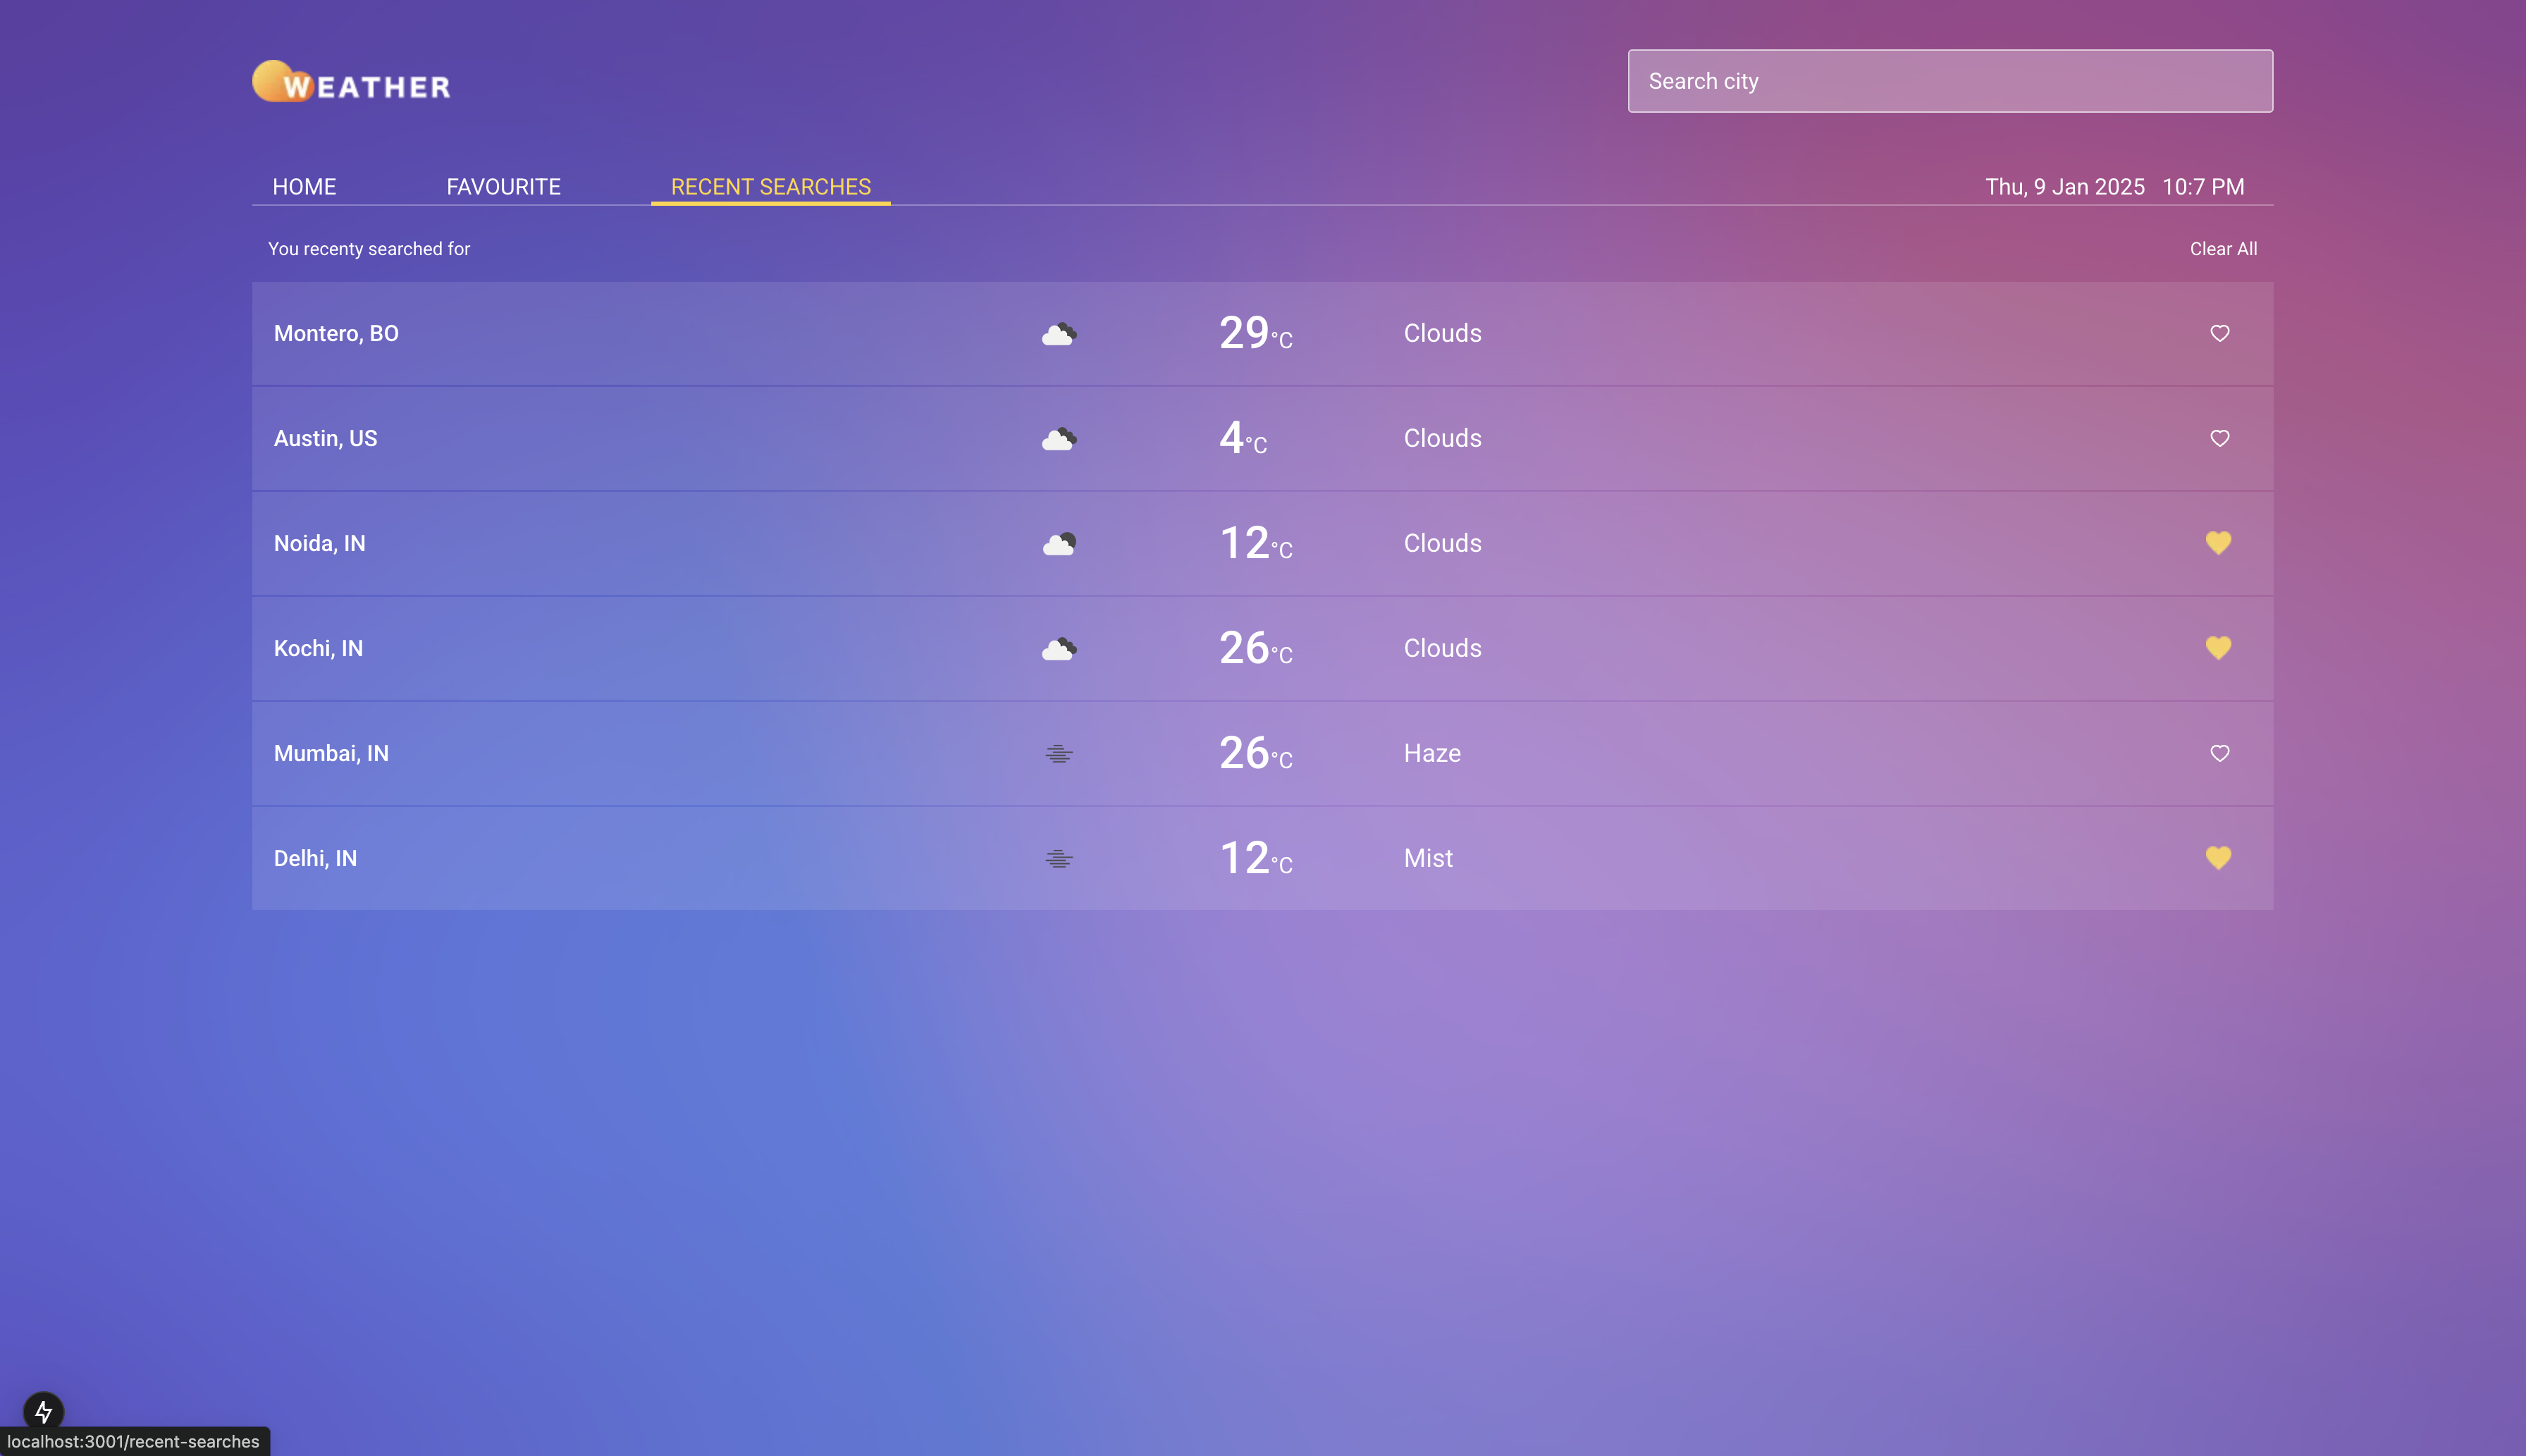 WEATHER
Search city
HOME FAVOURITE RECENT SEARCHES Thu, 9 Jan 2025 10:7 PM
You recenty searched for Clear All
Montero, BO 29°C Clouds
Austin, US 4°C Clouds
Noida, IN 12°C Clouds
Kochi, IN 26°C Clouds
Mumbai, IN 26°C Haze
Delhi, IN 12°C Mist
localhost:3001/recent-searches